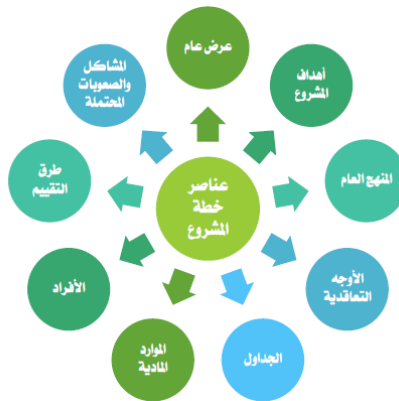 عناصر
خطة
المشروع
عرض عام
أهداف
المشروع
المنهج العام
الأوجه
التعاقدية
الجداول
الموارد
المادية
الأفراد
طرق
التقييم
المشاكل
والصعوبات
المحتملة